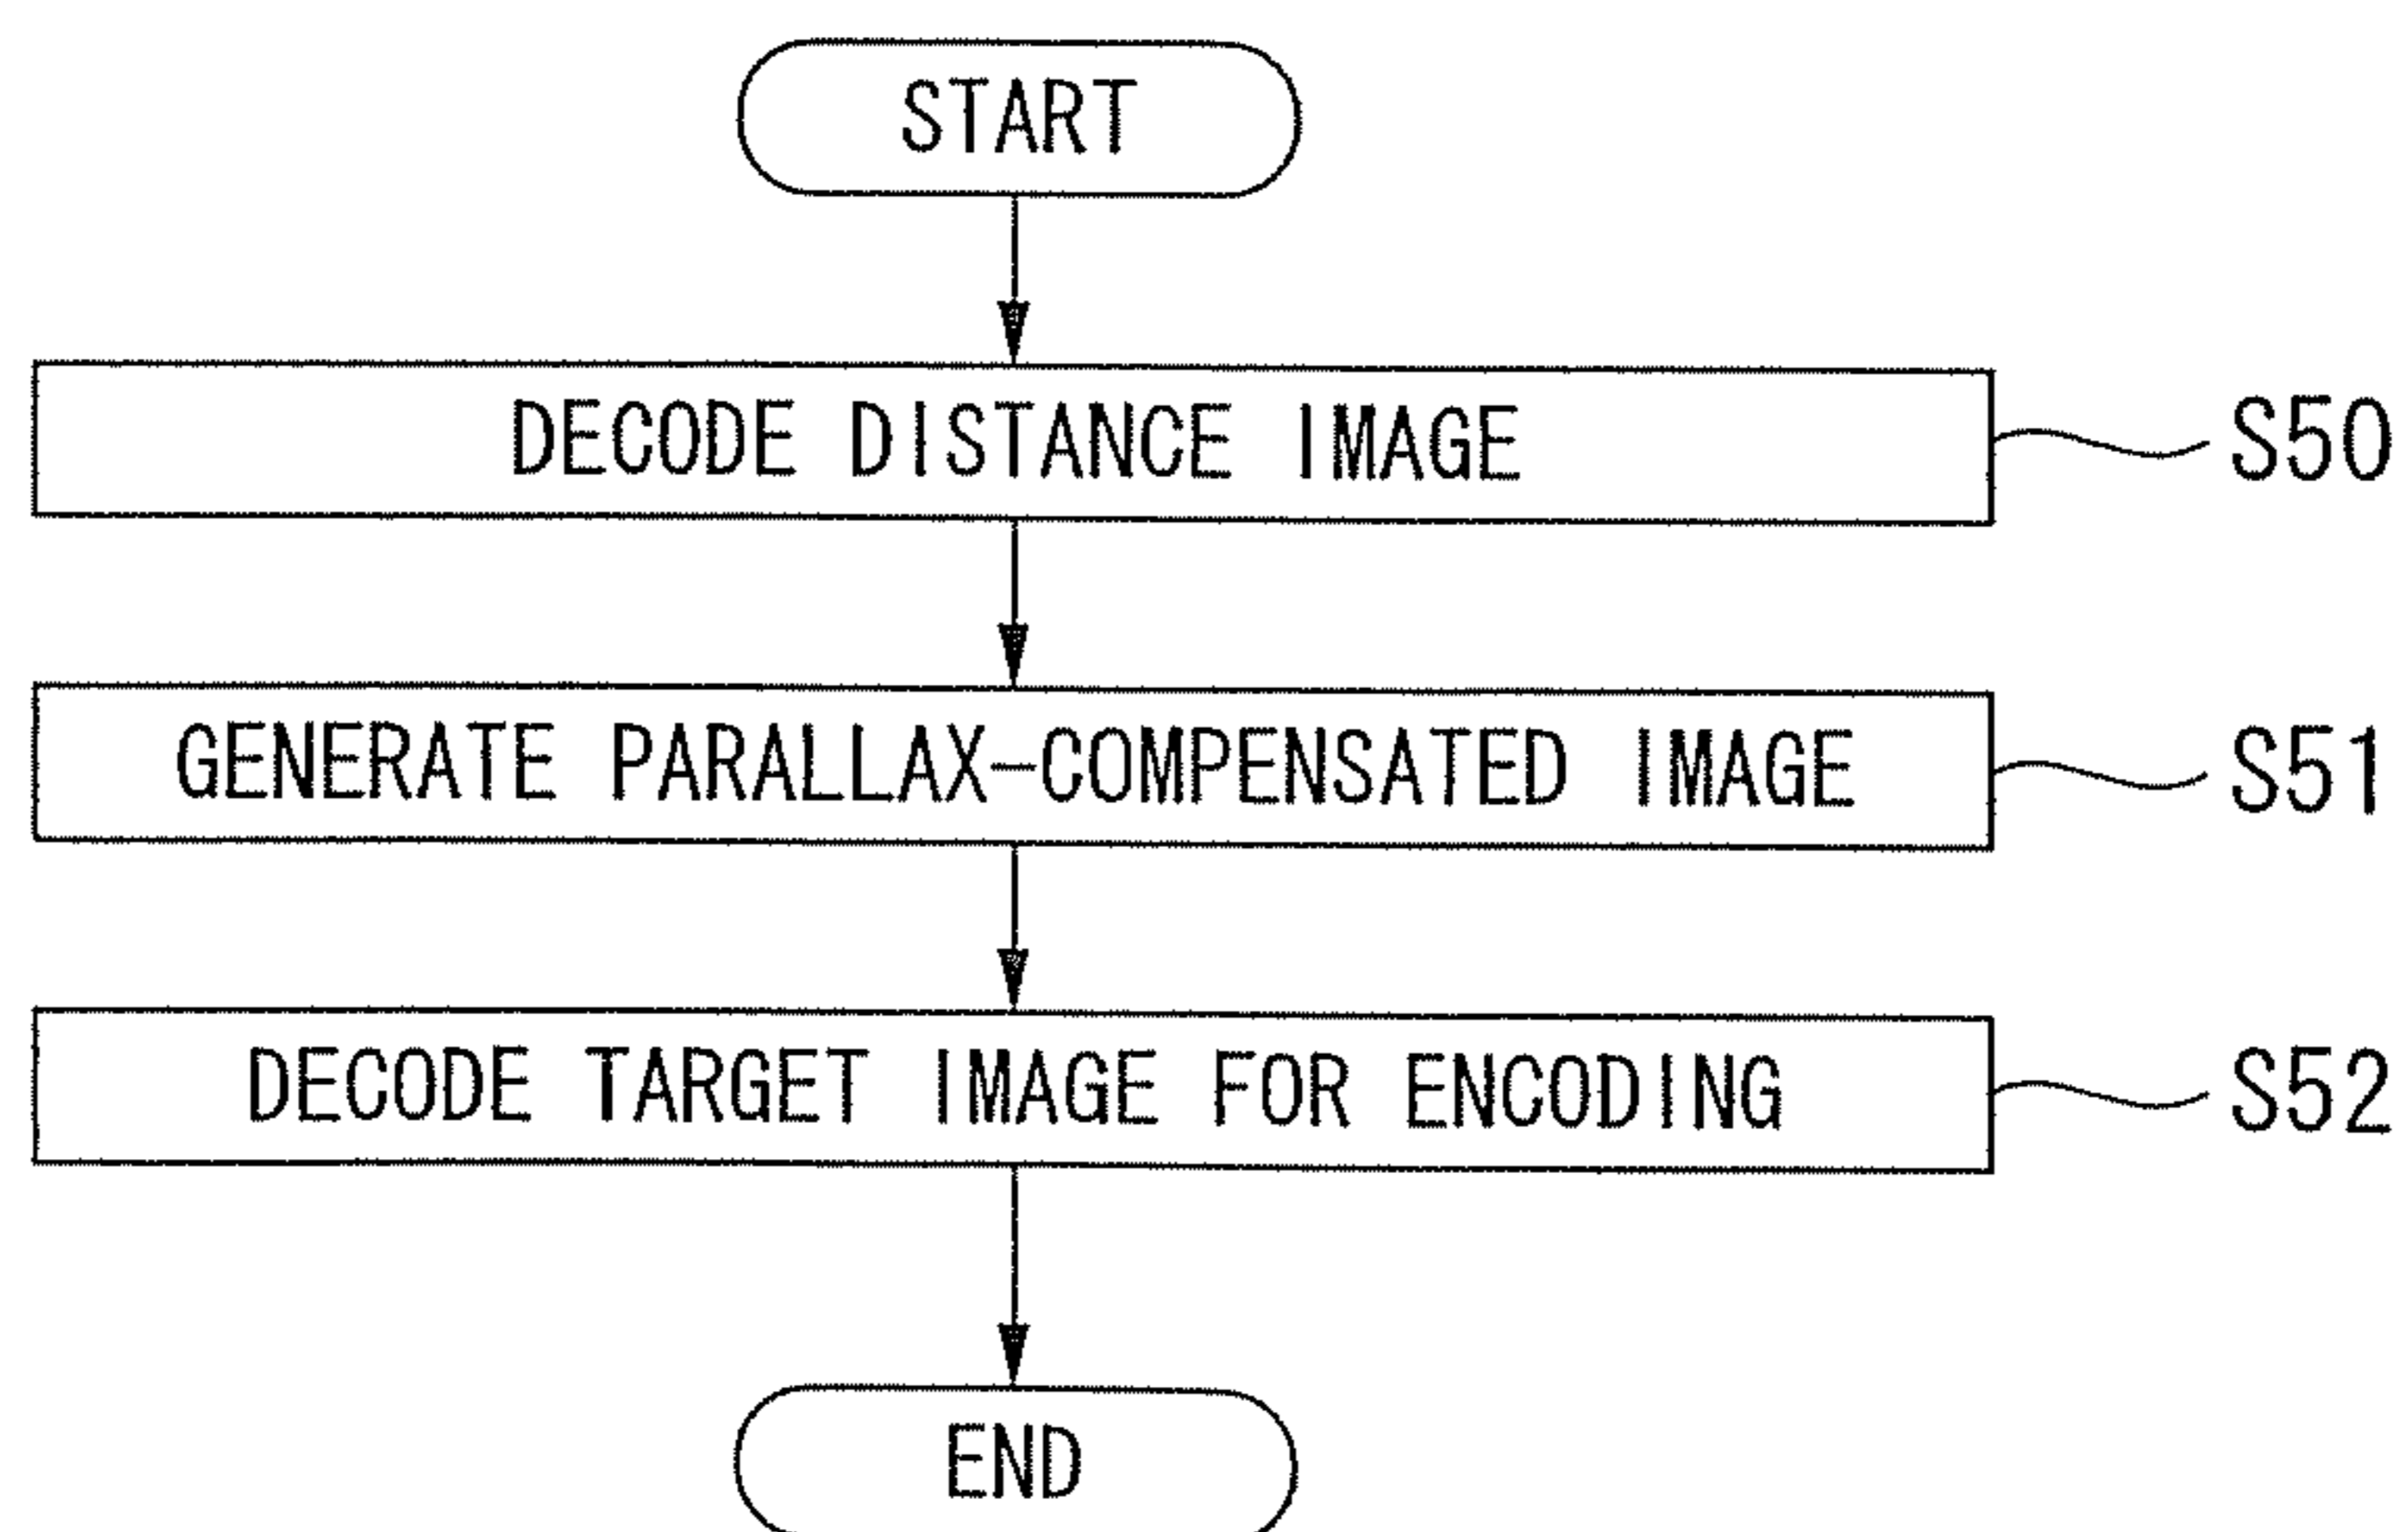 START
DECODE DISTANCE IMAGE S50
GENERATE PARALLAX-COMPENSATED IMAGE S51
DECODE TARGET IMAGE FOR ENCODING S52
END